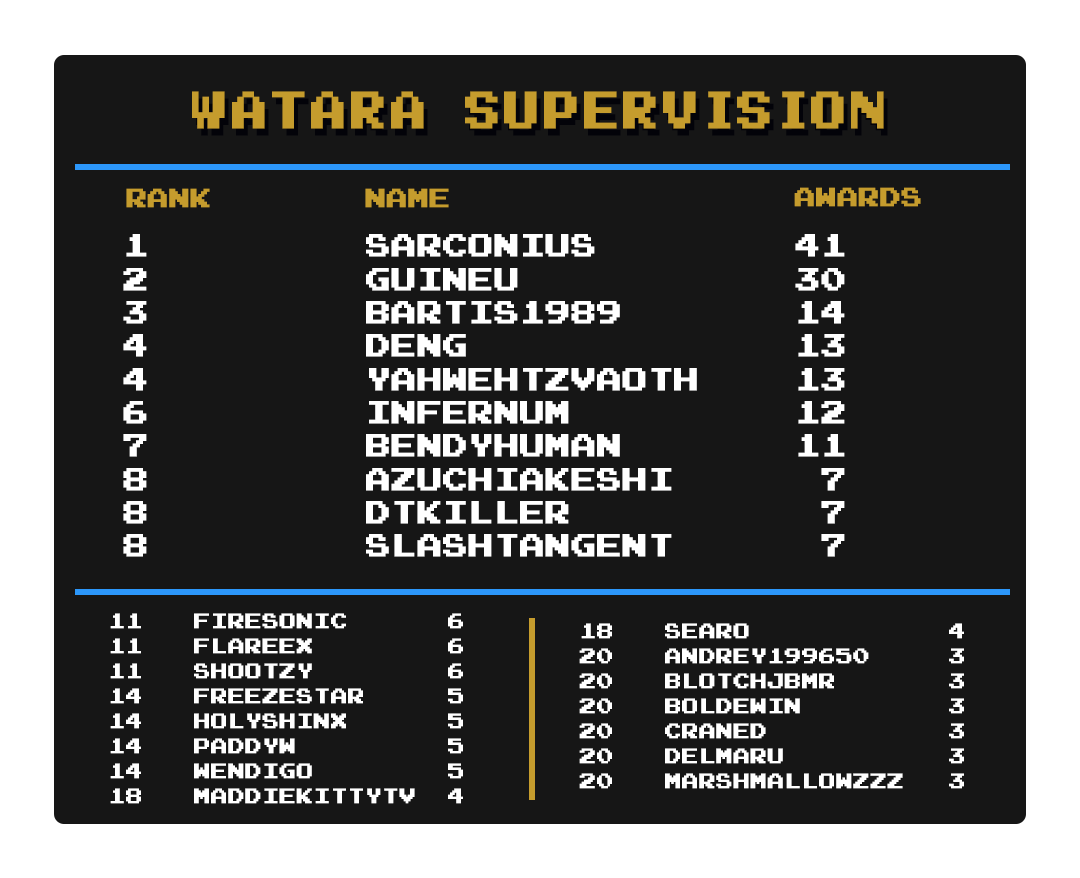 WATARA SUPERVISION
RANK NAME AWARDS
1 SARCONIUS 41
2 GUINEU 30
3 BARTIS1989 14
4 DENG 13
4 YAHWEHTZVAOTH 13
6 INFERNUM 12
7 BENDYHUMAN 11
8 AZUCHIAKESHI 7
8 DTKILLER 7
8 SLASHTANGENT 7
11 FIRESONIC 6
11 FLAREEX 6
11 SHOOTZY 6
14 FREEZESTAR 5
14 HOLYSHINX 5
14 PADDYW 5
14 WENDIGO 5
18 MADDIEKITTYTV 4
18 SEARO 4
20 ANDREY199650 3
20 BLOTCHJBMR 3
20 BOLDEWIN 3
20 CRANED 3
20 DELMARU 3
20 MARSHMALLOWZZZ 3